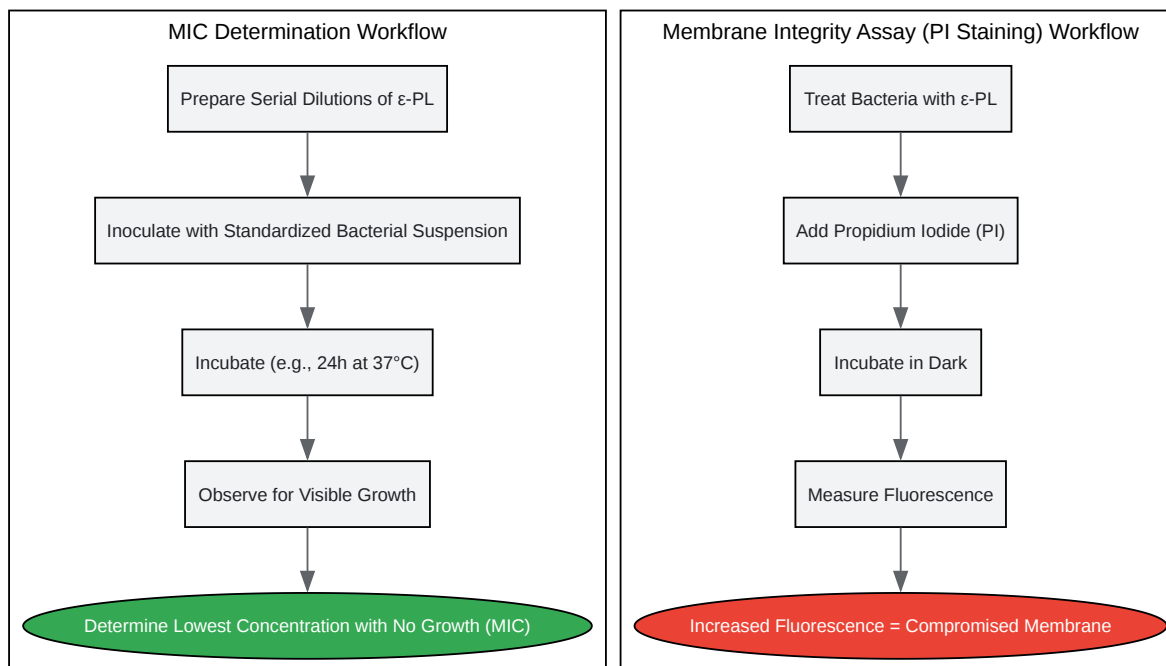 MIC Determination Workflow
Prepare Serial Dilutions of ε-PL
Inoculate with Standardized Bacterial Suspension
Incubate (e.g., 24h at 37°C)
Observe for Visible Growth
Determine Lowest Concentration with No Growth (MIC)
Membrane Integrity Assay (PI Staining) Workflow
Treat Bacteria with ε-PL
Add Propidium Iodide (PI)
Incubate in Dark
Measure Fluorescence
Increased Fluorescence = Compromised Membrane